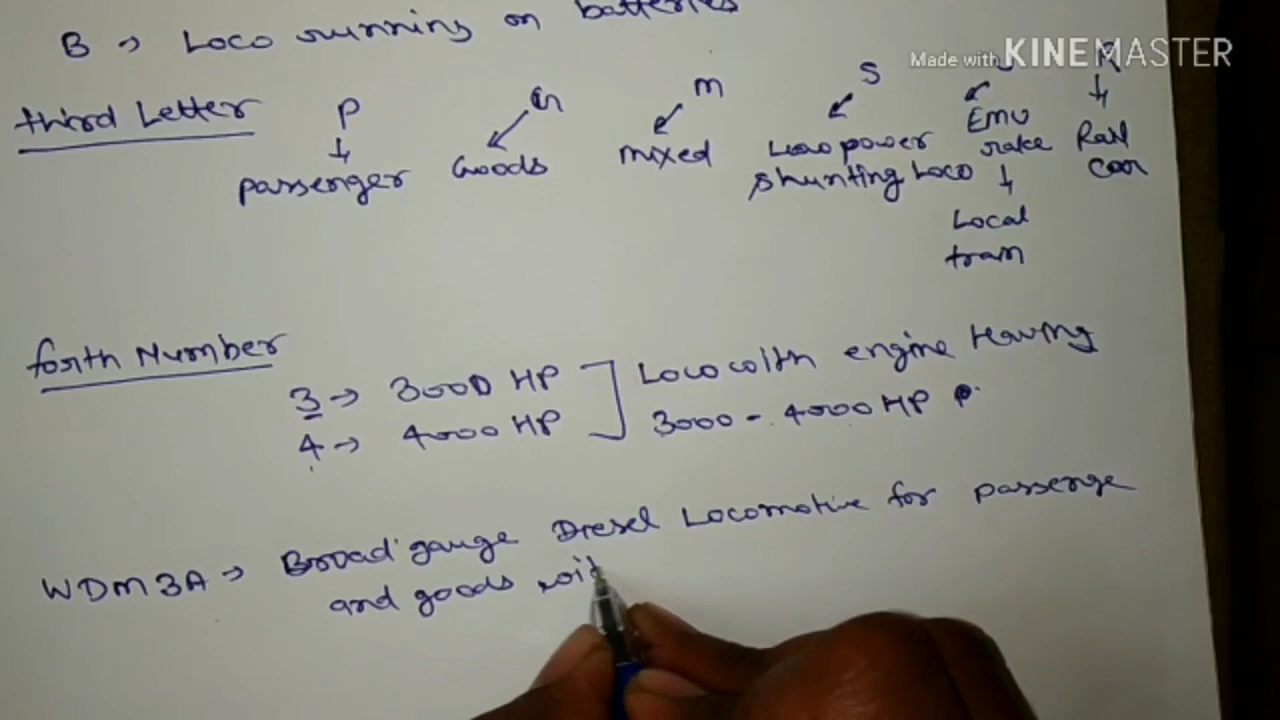 B → Loco running on batteries
Made with KINEMASTER
third Letter P G M S R
passenger Goods mixed Low power shunting Loco Emu rake Rail car
Local train
forth Number
3 → 3000 HP
4 → 4000 HP
Loco with engine Having
3000 - 4000 HP
WDM3A → Broad gauge Diesel Locomotive for passenge
and goods wit